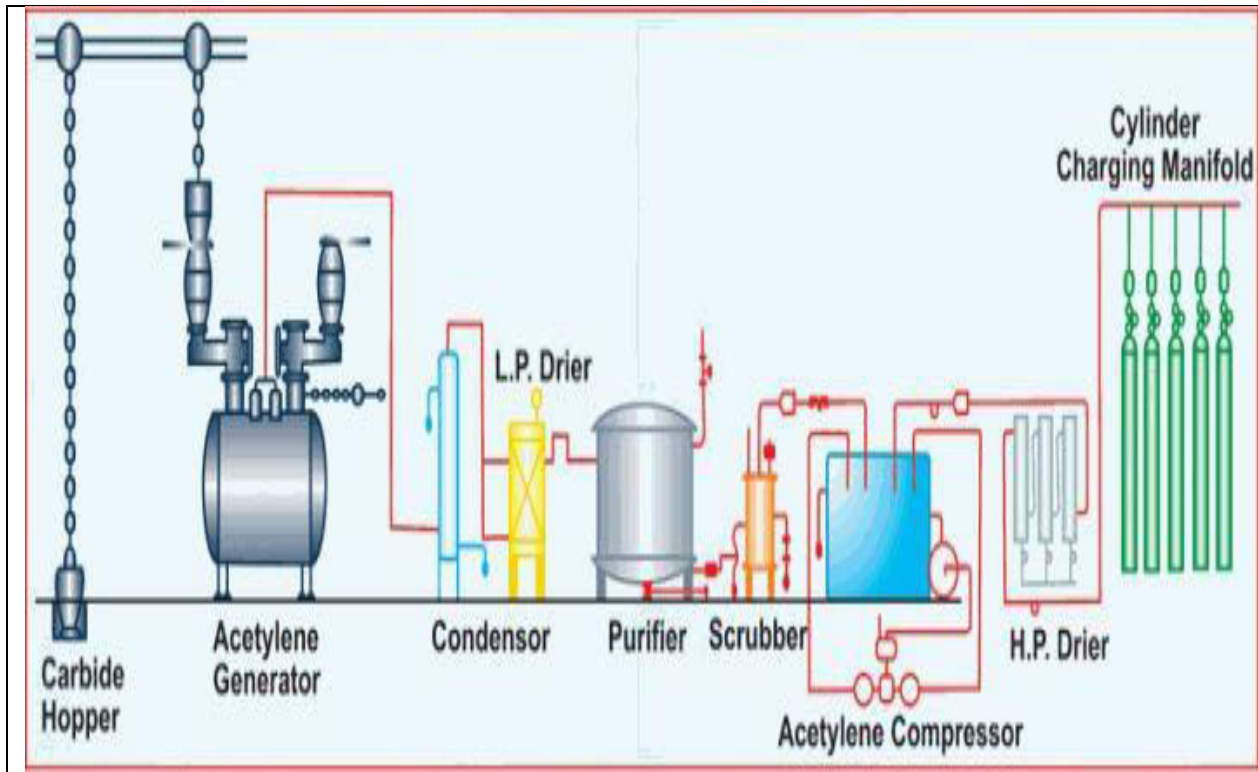 Cylinder
Charging Manifold
L.P. Drier
Carbide
Hopper
Acetylene
Generator
Condensor
Purifier
Scrubber
Acetylene Compressor
H.P. Drier